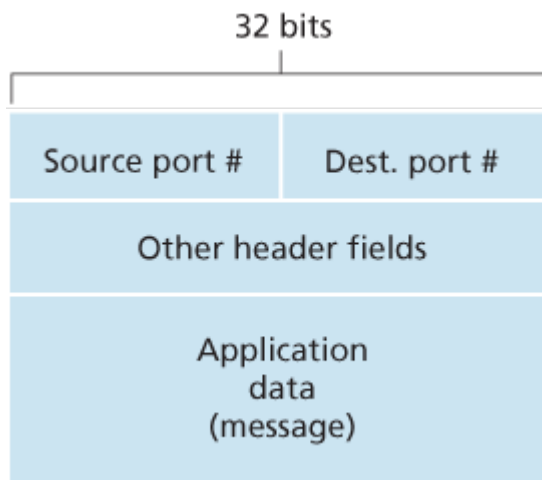 32 bits
Source port #
Dest. port #
Other header fields
Application
data
(message)